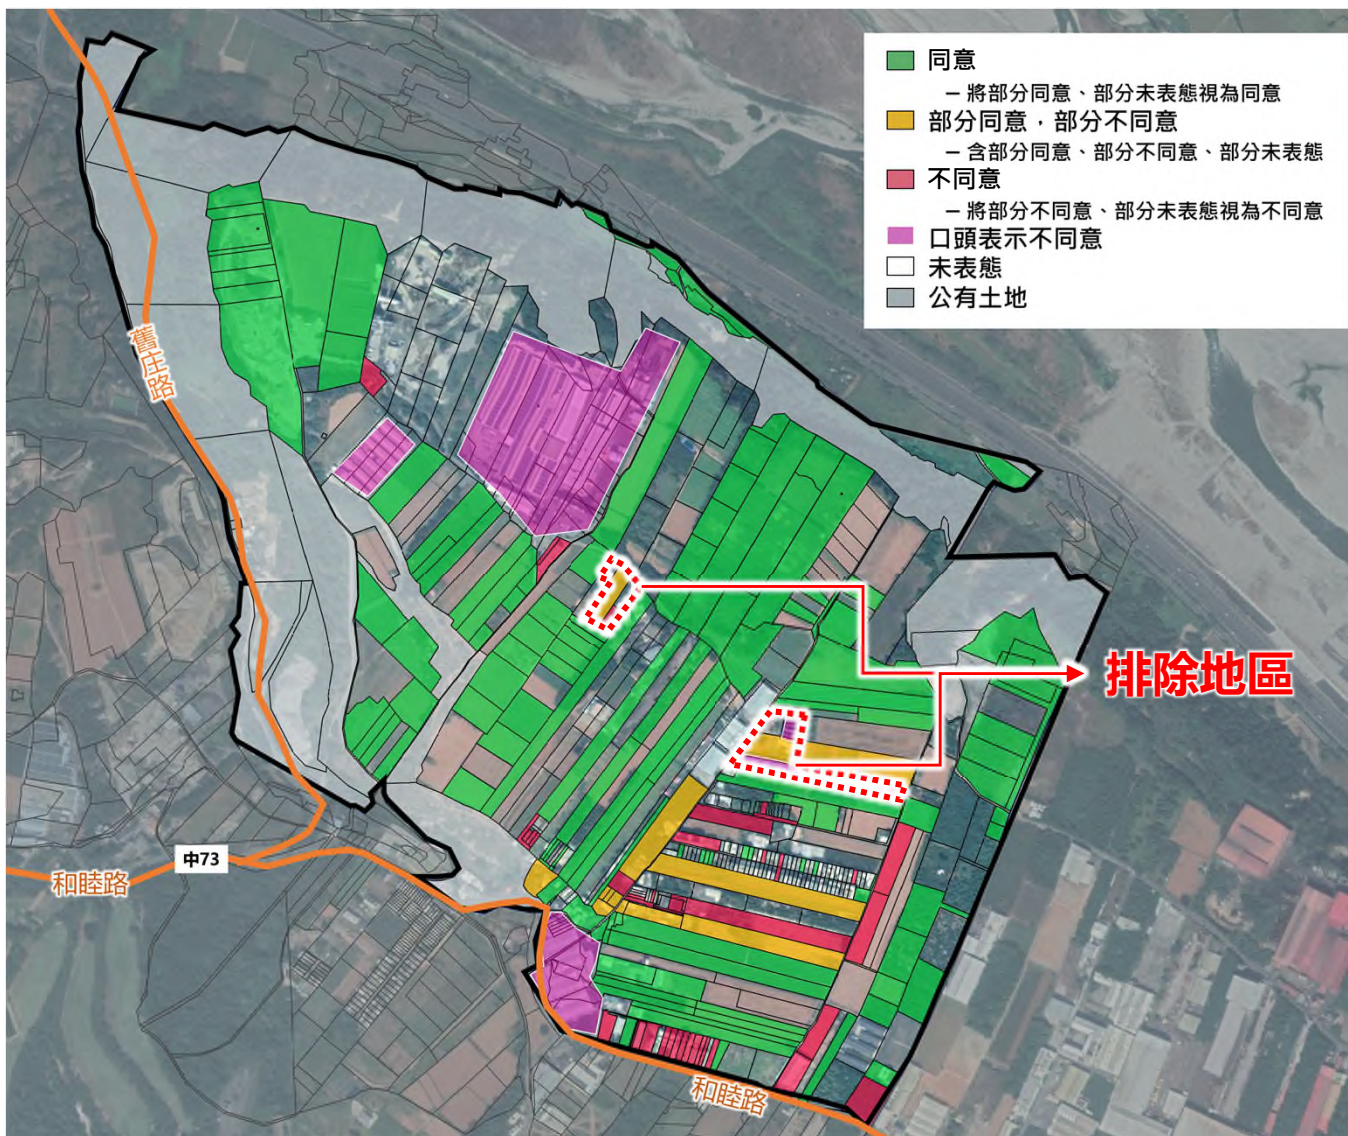 同意
－將部分同意、部分未表態視為同意
部分同意，部分不同意
－含部分同意、部分不同意、部分未表態
不同意
－將部分不同意、部分未表態視為不同意
口頭表示不同意
未表態
公有土地
舊庄路
排除地區
中73
和睦路
和睦路